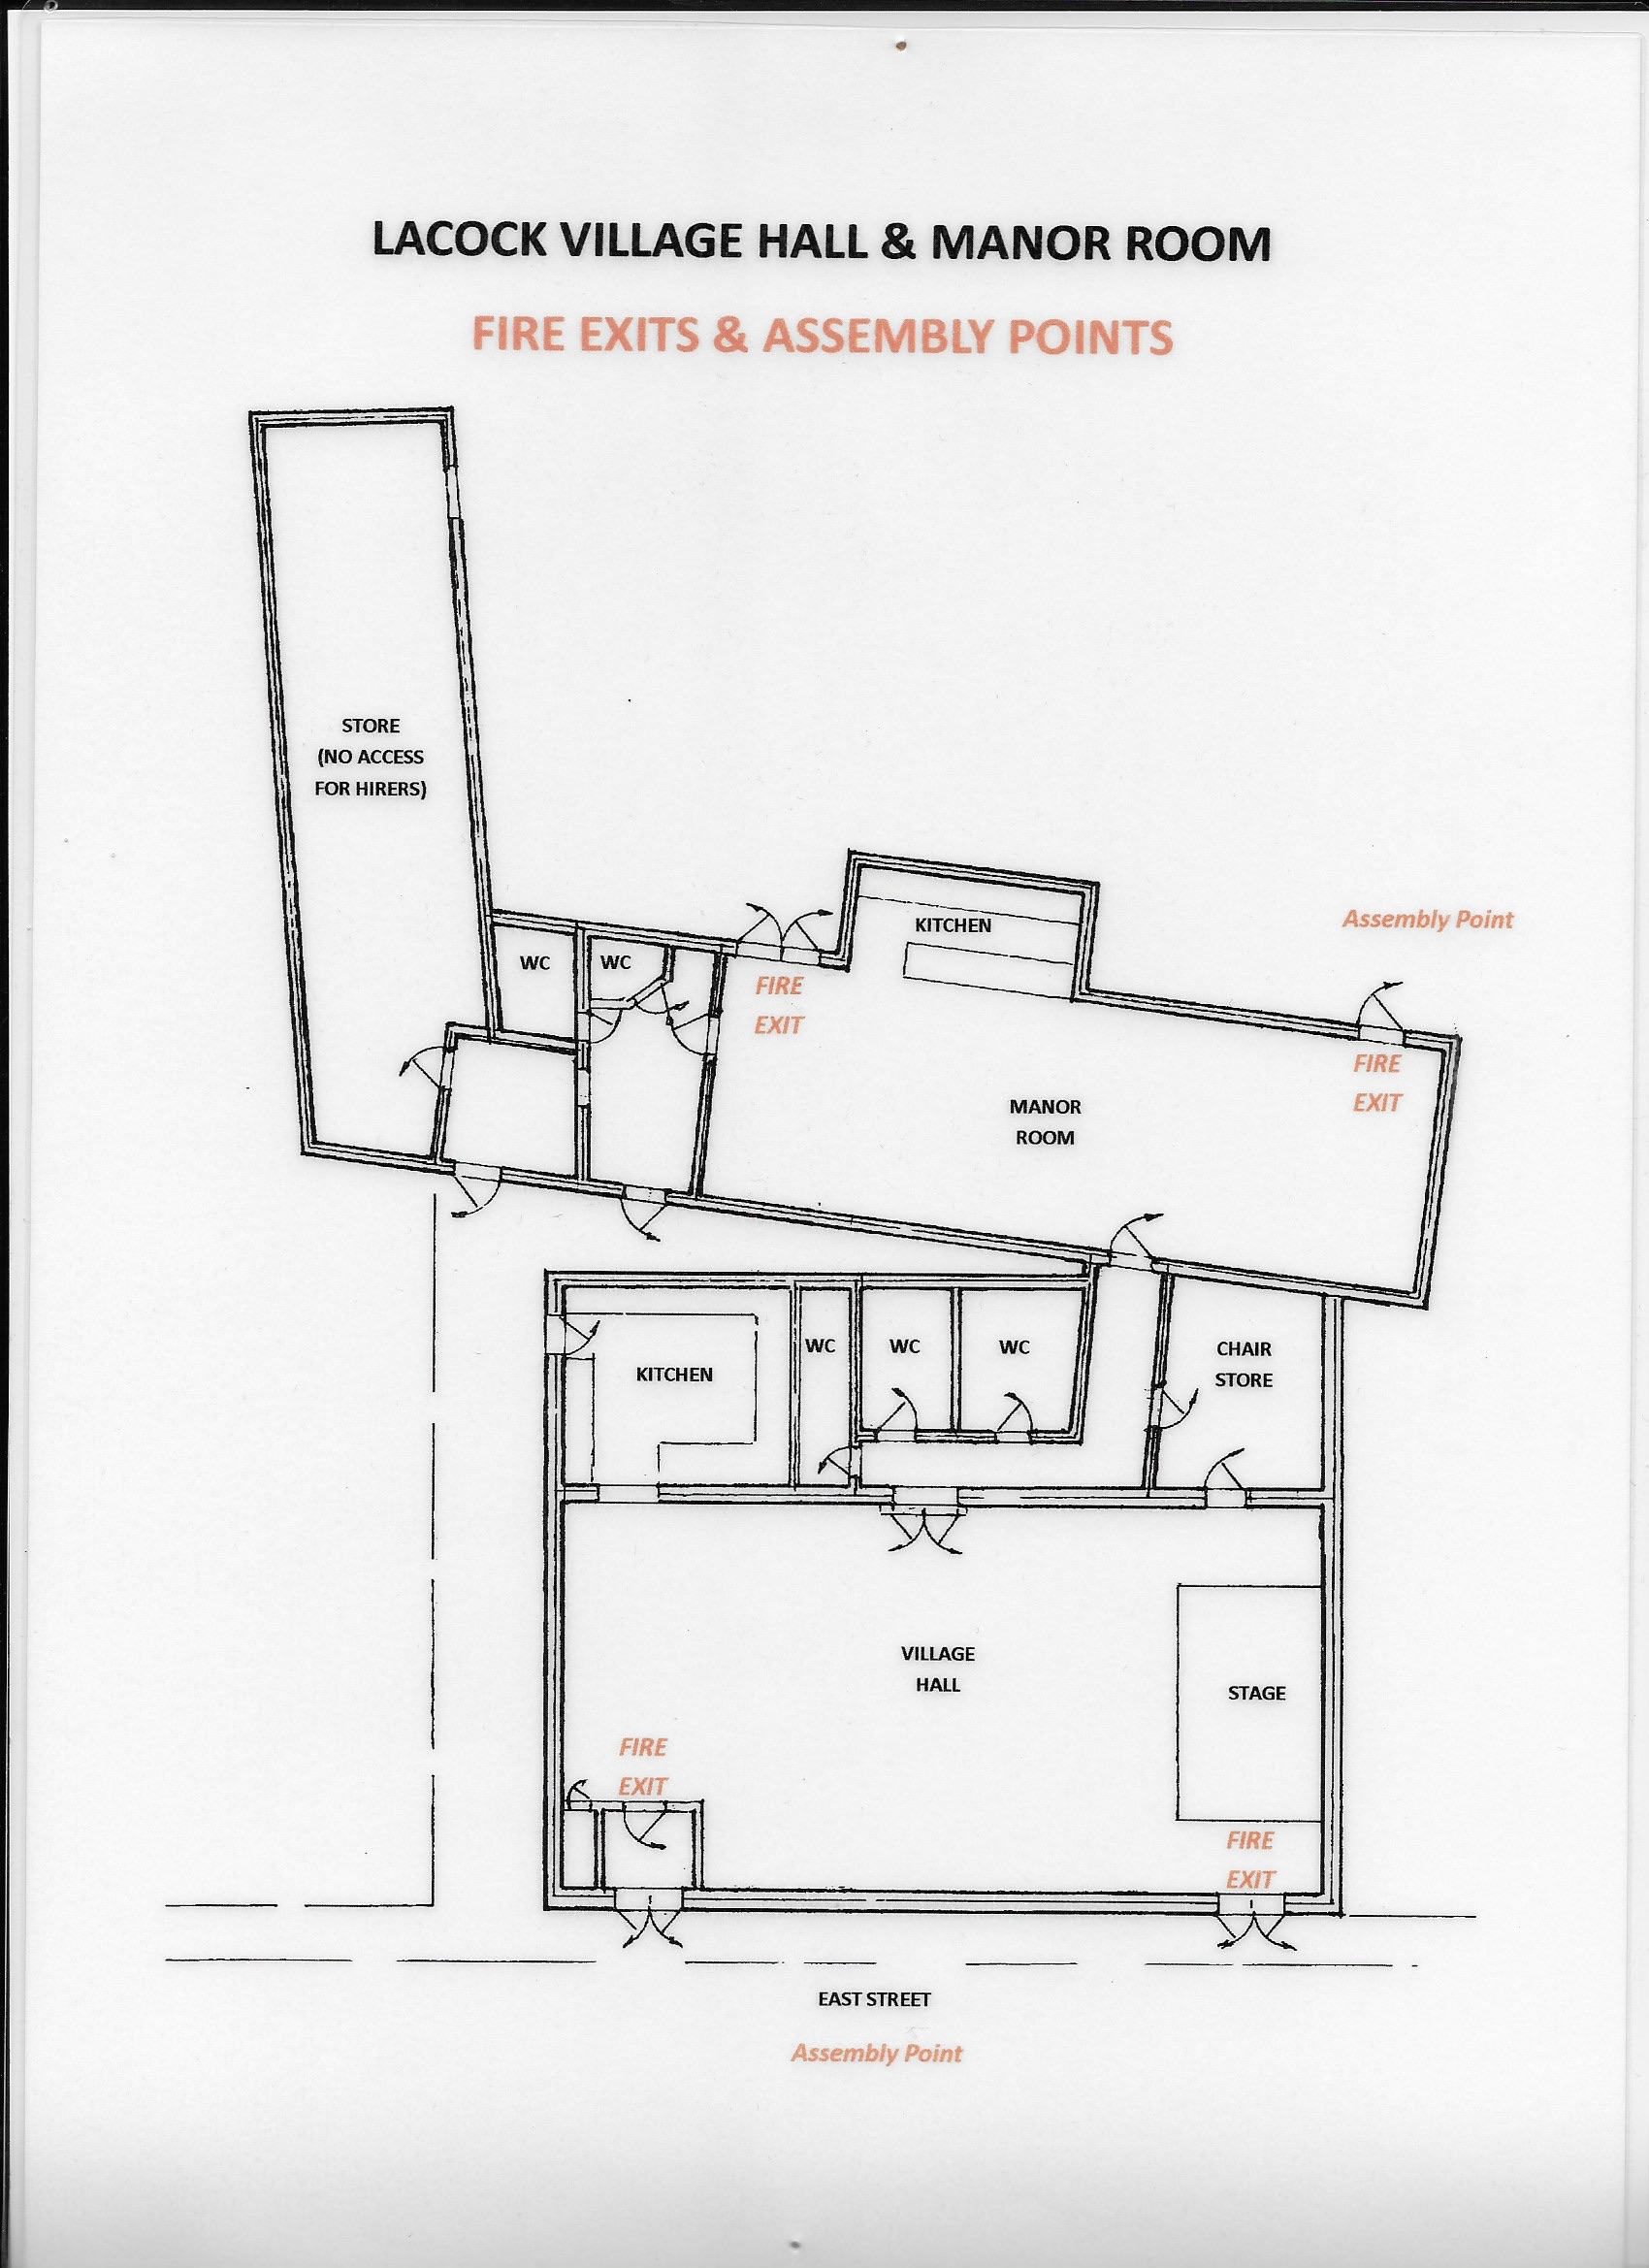 LACOCK VILLAGE HALL & MANOR ROOM
FIRE EXITS & ASSEMBLY POINTS
STORE
(NO ACCESS
FOR HIRERS)
KITCHEN
Assembly Point
WC
WC
FIRE
EXIT
FIRE
EXIT
MANOR
ROOM
KITCHEN
WC
WC
WC
CHAIR
STORE
VILLAGE
HALL
STAGE
FIRE
EXIT
FIRE
EXIT
EAST STREET
Assembly Point